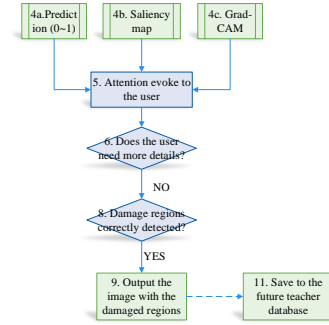 4a.Predict
ion (0~1)
4b. Saliency
map
4c. Grad-
CAM
5. Attention evoke to
the user
6. Does the user
need more details?
NO
8. Damage regions
correctly detected?
YES
9. Output the
image with the
damaged regions
11. Save to the
future teacher
database